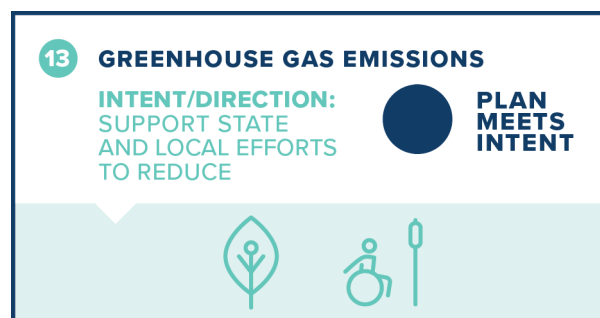 13
GREENHOUSE GAS EMISSIONS
INTENT/DIRECTION:
SUPPORT STATE
AND LOCAL EFFORTS
TO REDUCE
PLAN
MEETS
INTENT